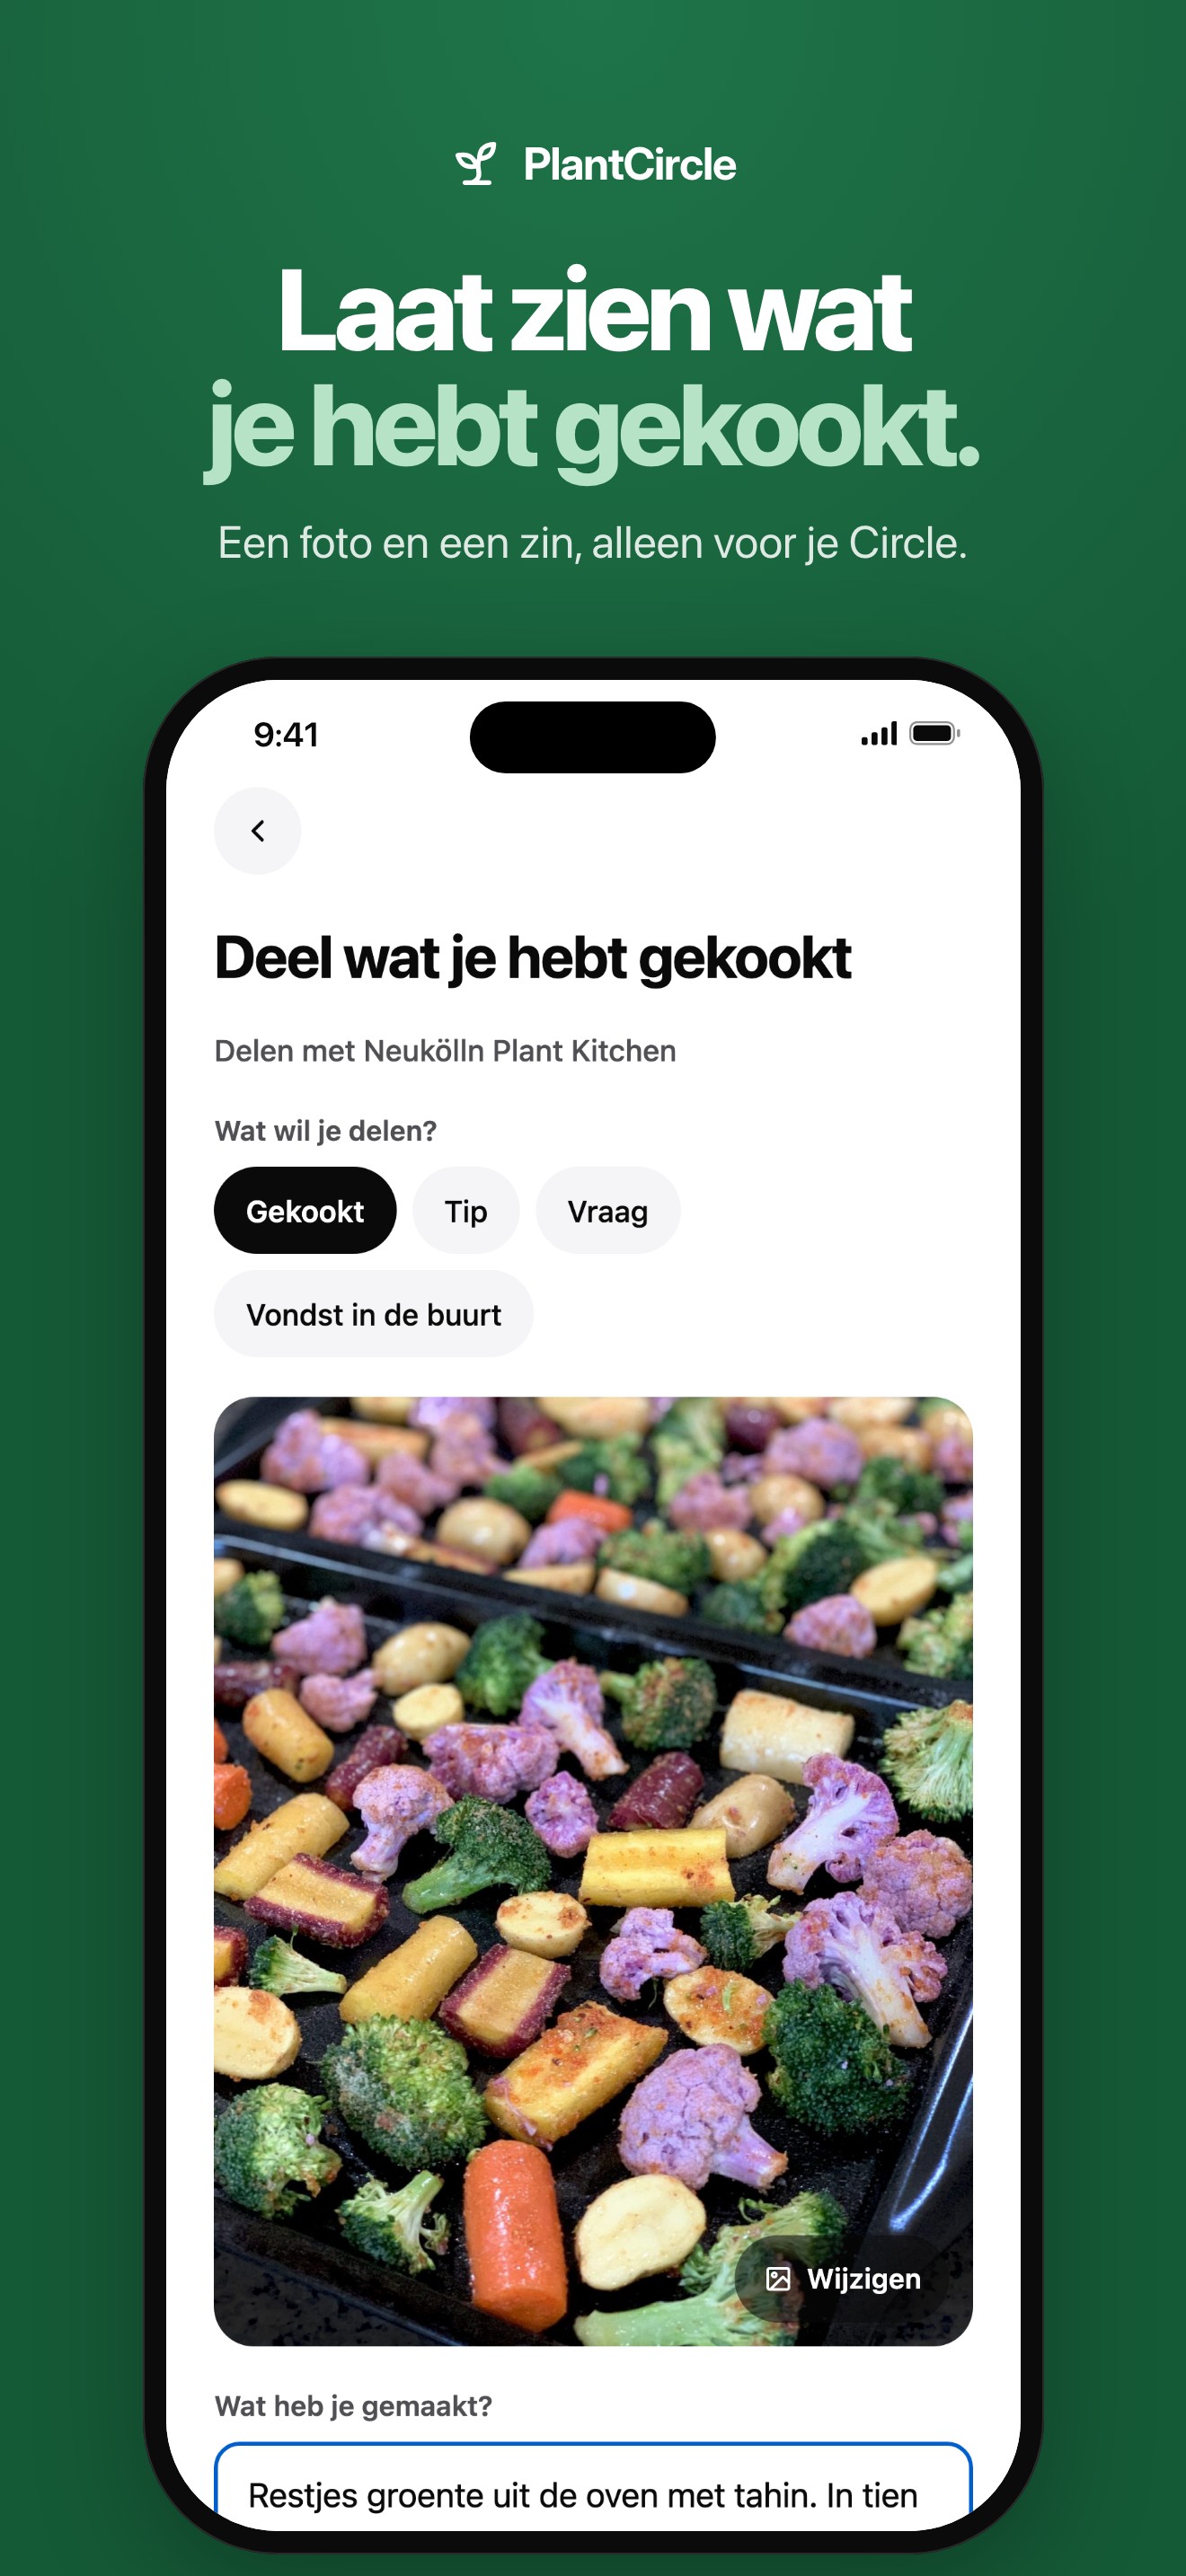 PlantCircle
Laat zien wat
je hebt gekookt.
Een foto en een zin, alleen voor je Circle.
9:41
Deel wat je hebt gekookt
Delen met Neukölln Plant Kitchen
Wat wil je delen?
Gekookt Tip Vraag
Vondst in de buurt
Wijzigen
Wat heb je gemaakt?
Restjes groente uit de oven met tahin. In tien